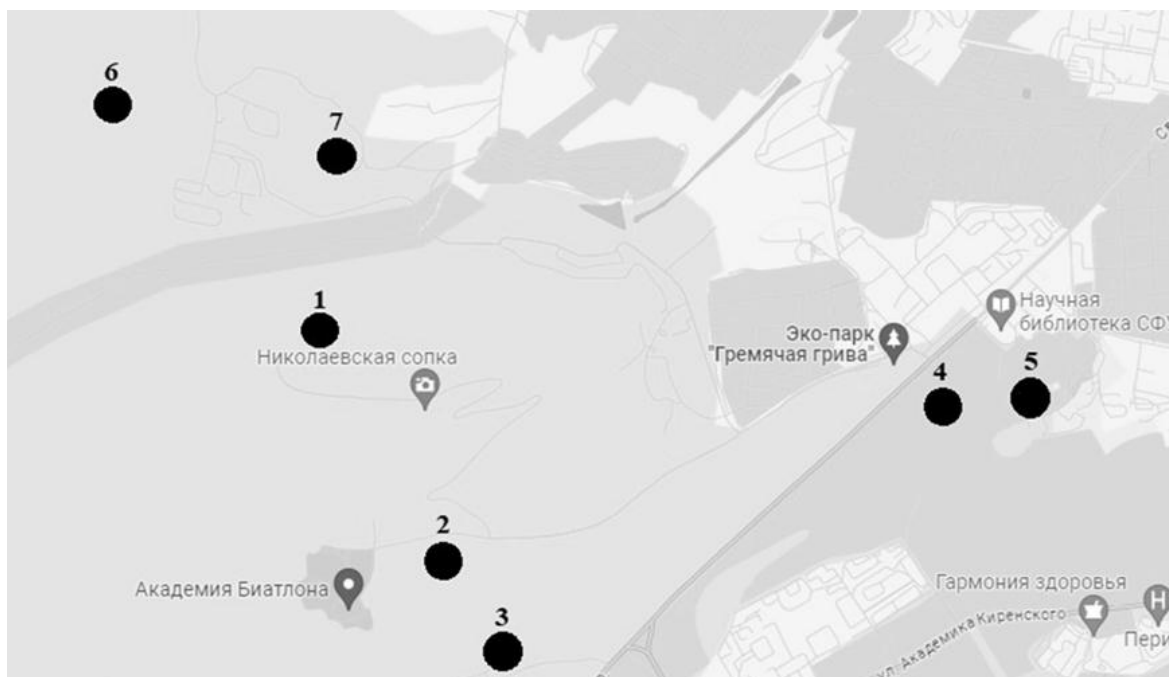 6
7
1
Николаевская сопка
Эко-парк
"Гремячая грива"
Научная
библиотека СФУ
4
5
2
Академия Биатлона
3
Гармония здоровья
ул. Академика Киренского
Н
Пери